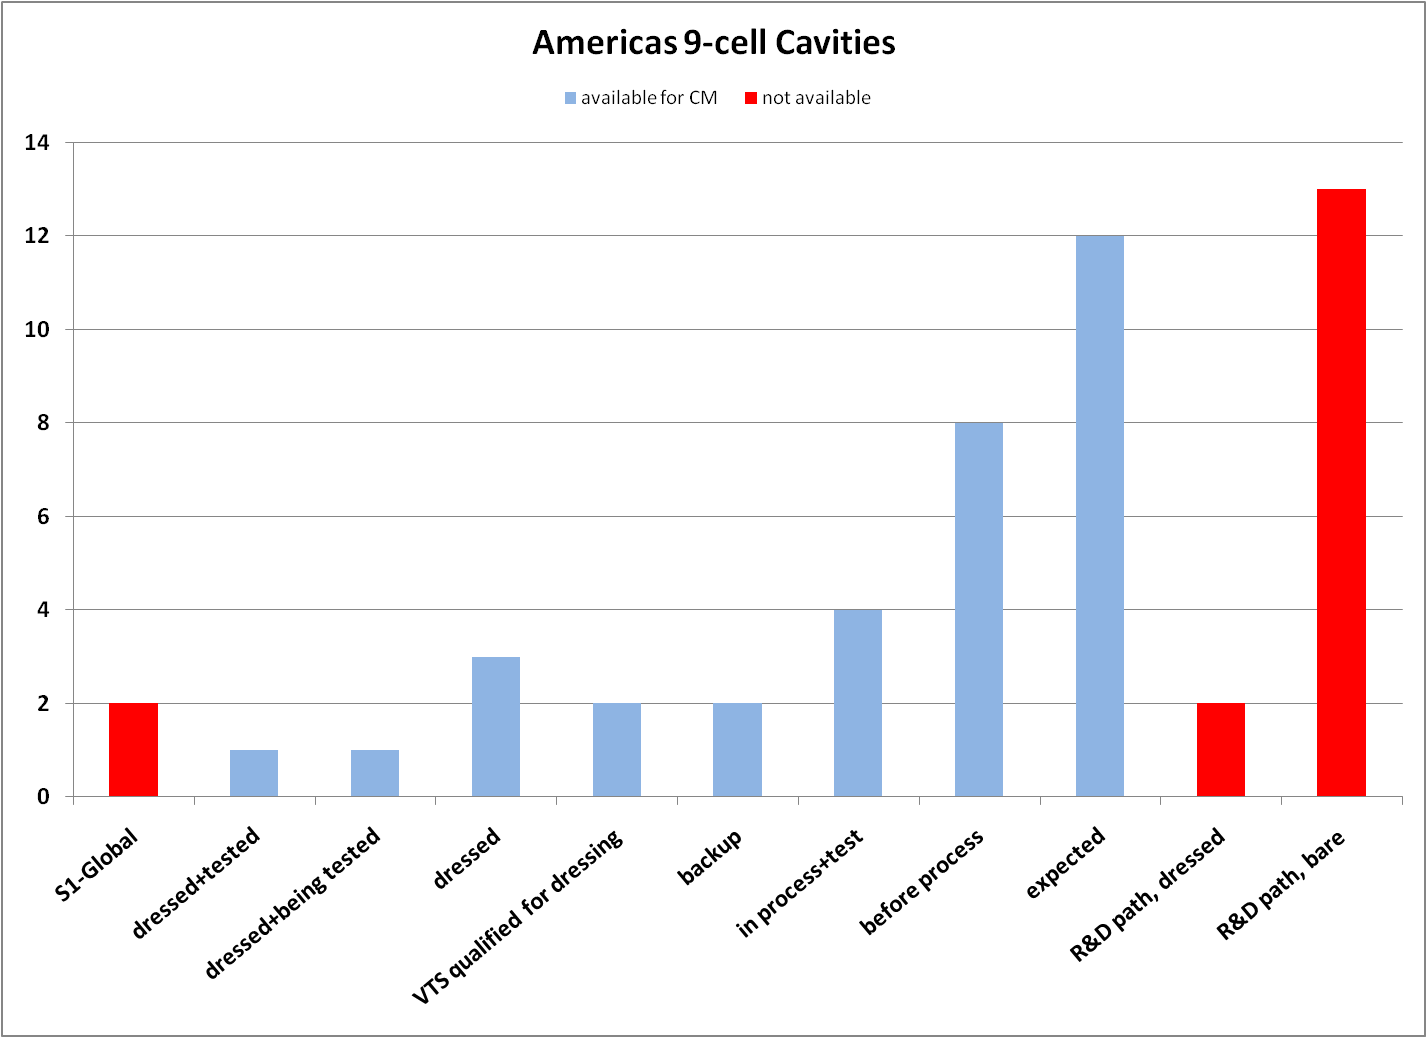 Americas 9-cell Cavities
available for CM
not available
14
12
10
8
6
4
2
0
S1-Global
dressed+tested
dressed+being tested
dressed
VTS qualified for dressing
backup
in process+test
before process
expected
R&D path, dressed
R&D path, bare